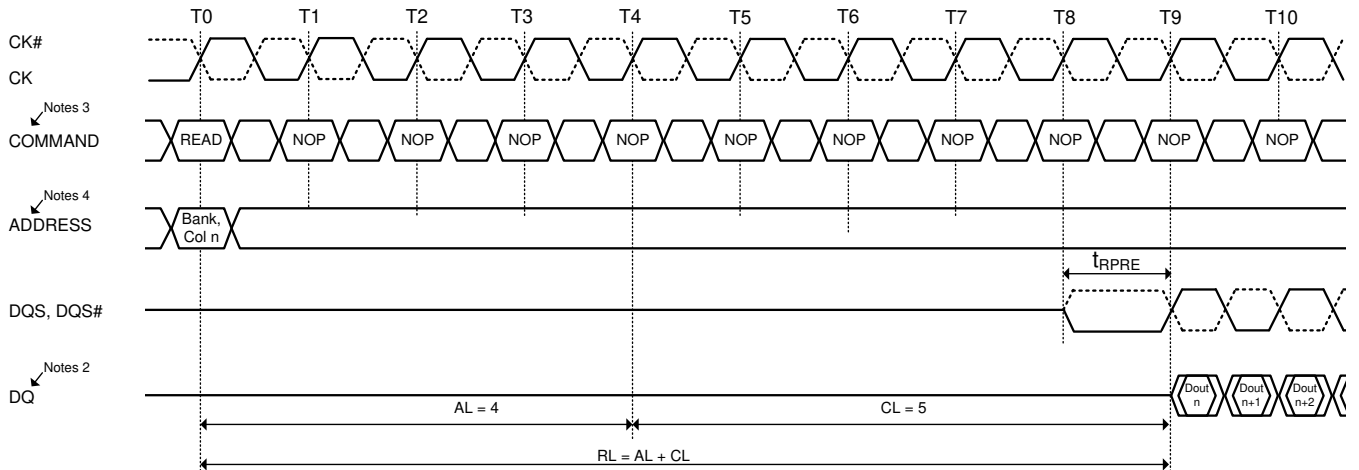 T0 T1 T2 T3 T4 T5 T6 T7 T8 T9 T10
CK#
CK
Notes 3
COMMAND READ NOP NOP NOP NOP NOP NOP NOP NOP NOP NOP
Notes 4
ADDRESS
Bank,
Col n
tRPRE
DQS, DQS#
Notes 2
DQ
Dout
n
Dout
n+1
Dout
n+2
AL = 4
CL = 5
RL = AL + CL